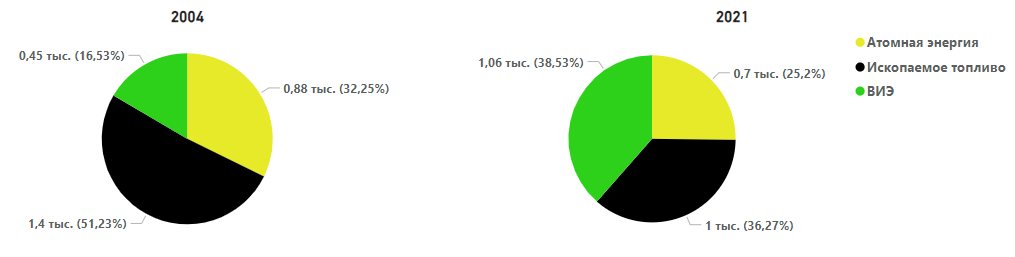 2004
0,45 тыс. (16,53%)
0,88 тыс. (32,25%)
1,4 тыс. (51,23%)
2021
1,06 тыс. (38,53%)
0,7 тыс. (25,2%)
1 тыс. (36,27%)
Атомная энергия
Ископаемое топливо
ВИЭ